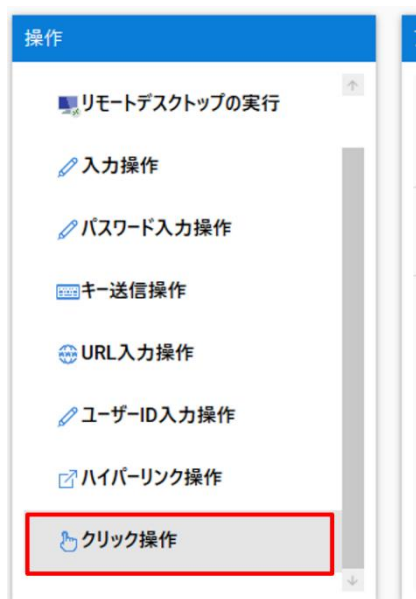 操作
リモートデスクトップの実行
入力操作
パスワード入力操作
キー送信操作
URL入力操作
ユーザーID入力操作
ハイパーリンク操作
クリック操作